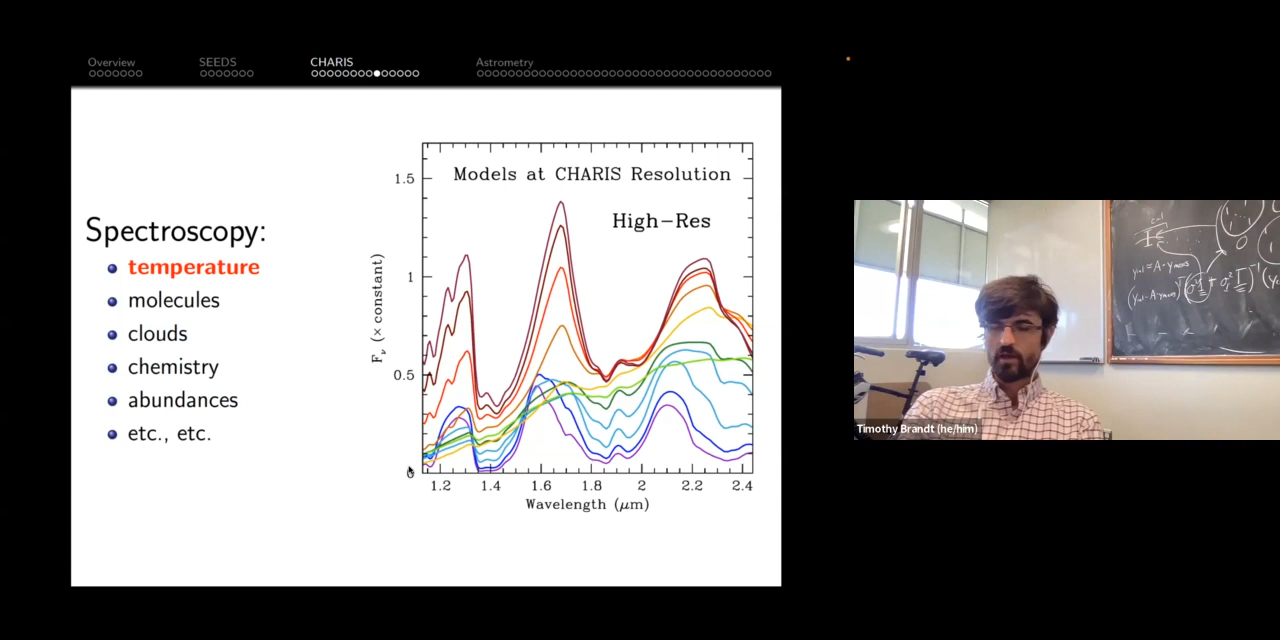 Overview SEEDS CHARIS Astrometry
Spectroscopy:
temperature
molecules
clouds
chemistry
abundances
etc., etc.
Models at CHARIS Resolution
High-Res
1.5
1
0.5
0
Fν (× constant)
1.2 1.4 1.6 1.8 2 2.2 2.4
Wavelength (μm)
Timothy Brandt (he/him)